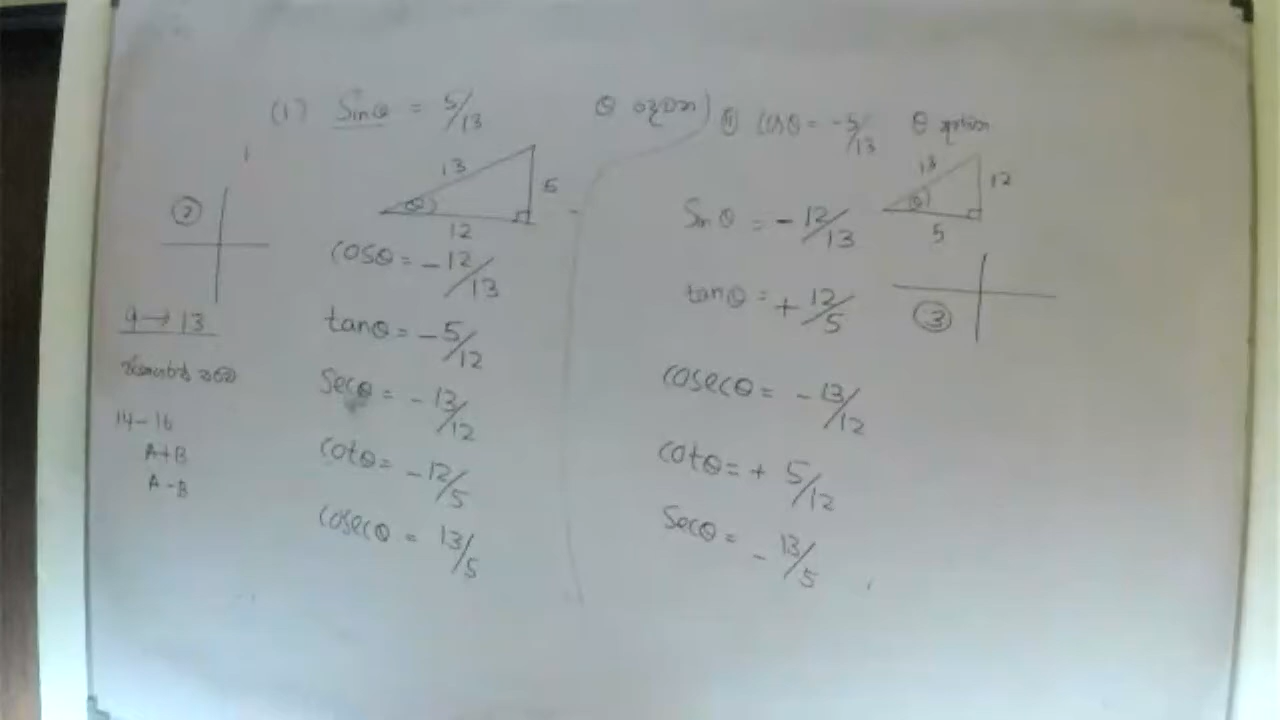 (1) Sinθ = 5/13
13
5
θ
12
2
cosθ = -12/13
tanθ = -5/12
secθ = -13/12
cotθ = -12/5
cosecθ = 13/5
9 → 13
14-16
A+B
A-B
cosθ = -5/13 θ
13
12
θ
5
Sinθ = -12/13
tanθ = + 12/5
3
cosecθ = -13/12
cotθ = + 5/12
Secθ = - 13/5